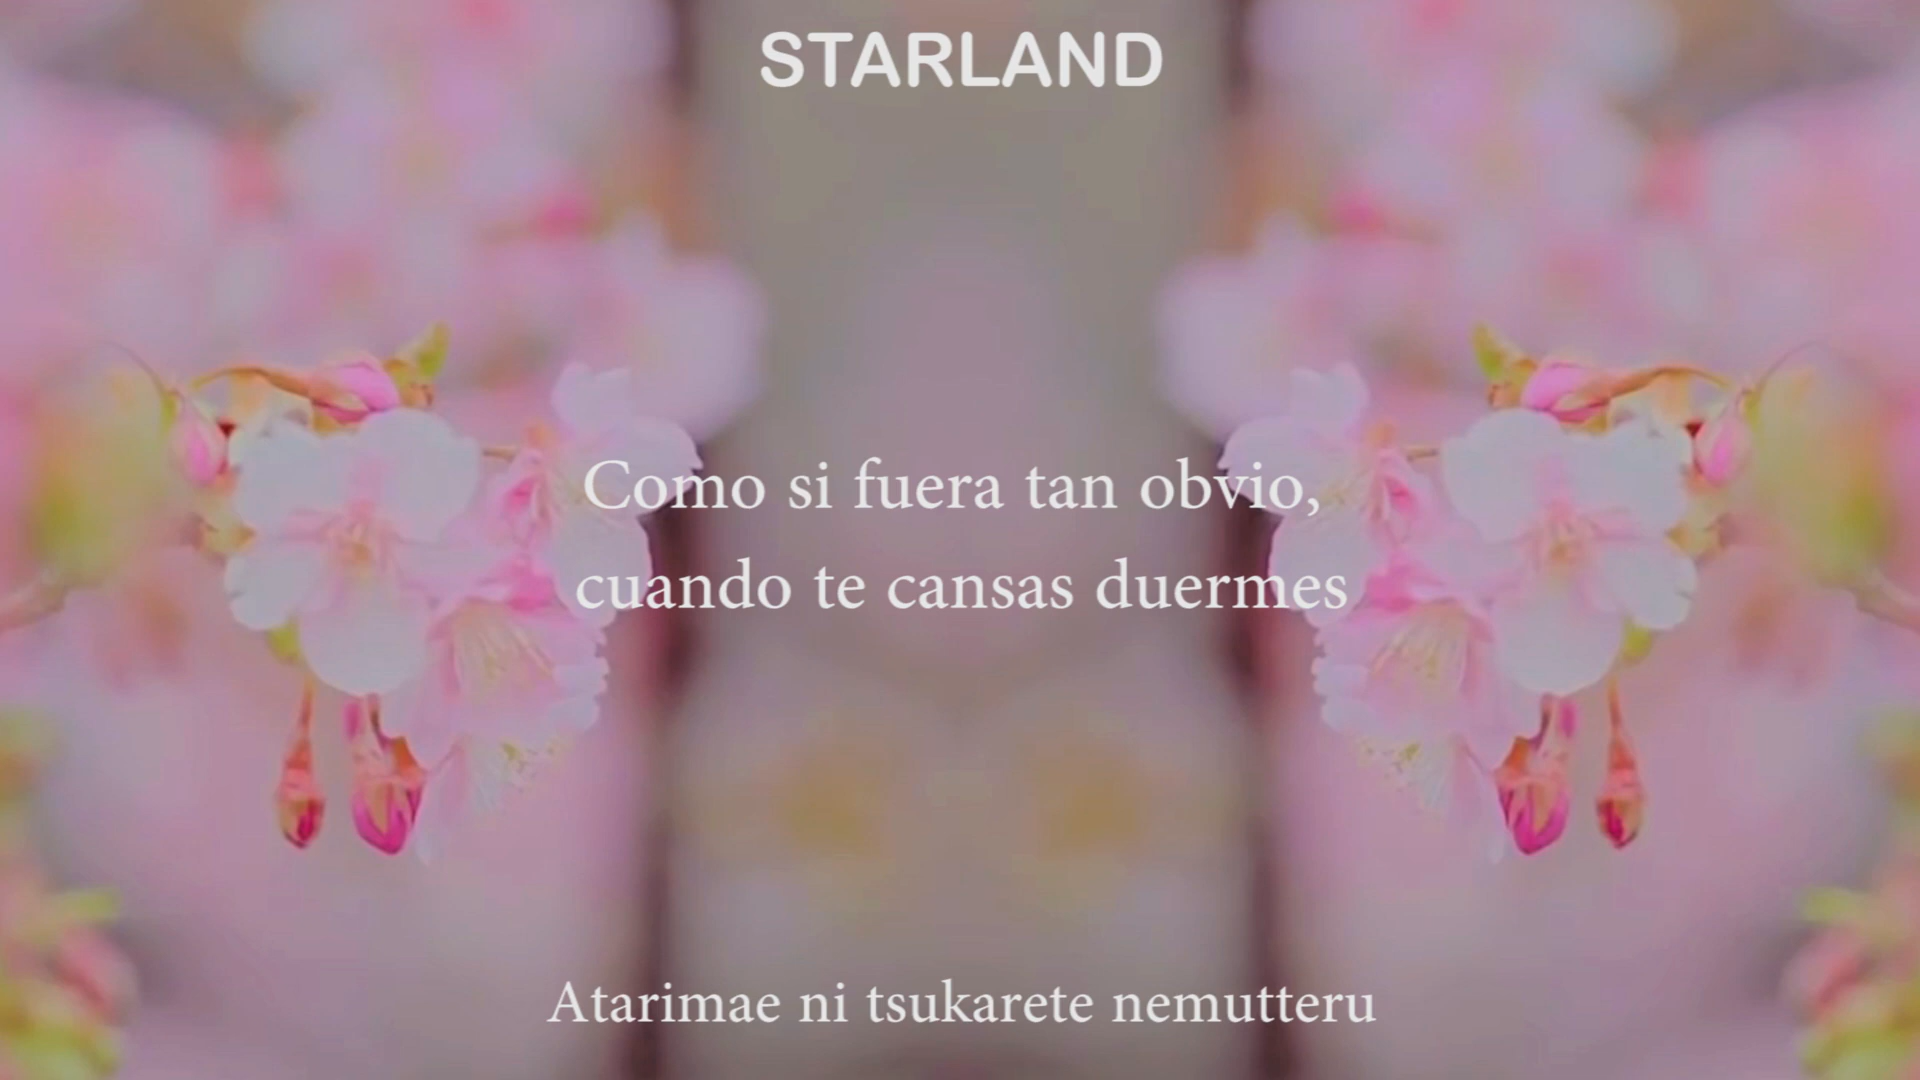 STARLAND
Como si fuera tan obvio,
cuando te cansas duermes
Atarimae ni tsukarete nemutteru